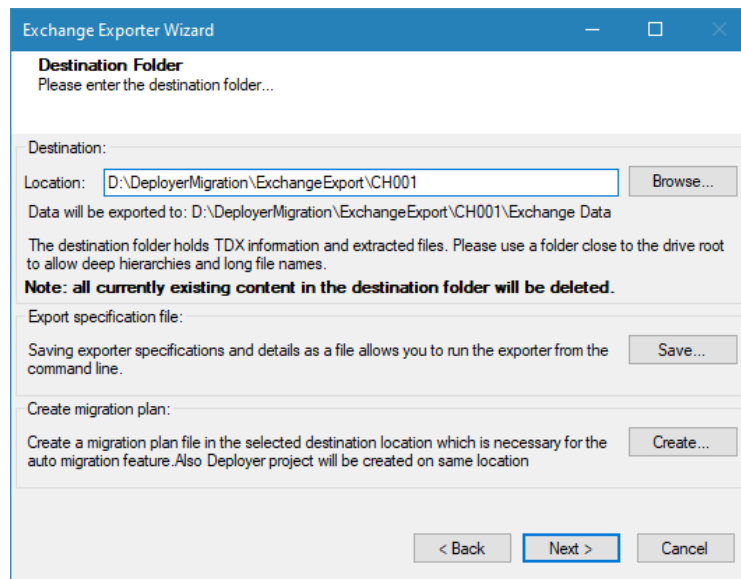 Exchange Exporter Wizard
Destination Folder
Please enter the destination folder...
Destination:
Location: D:\DeployerMigration\ExchangeExport\CH001 Browse...
Data will be exported to: D:\DeployerMigration\ExchangeExport\CH001\Exchange Data
The destination folder holds TDX information and extracted files. Please use a folder close to the drive root
to allow deep hierarchies and long file names.
Note: all currently existing content in the destination folder will be deleted.
Export specification file:
Saving exporter specifications and details as a file allows you to run the exporter from the
command line.
Save...
Create migration plan:
Create a migration plan file in the selected destination location which is necessary for the
auto migration feature.Also Deployer project will be created on same location
Create...
< Back Next > Cancel